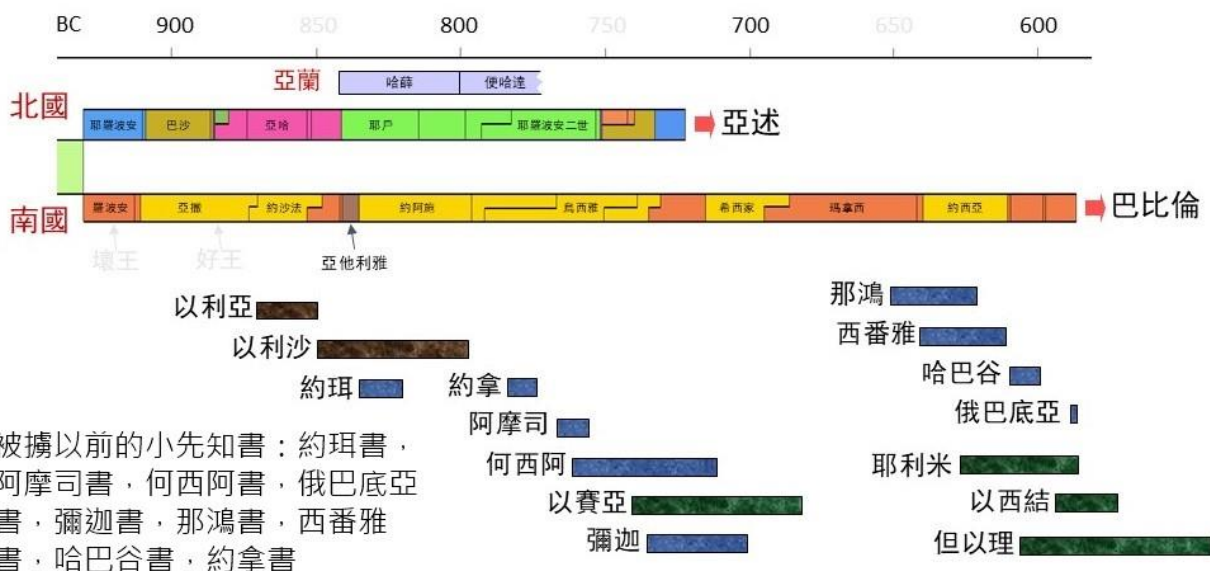 BC 900 850 800 750 700 650 600
亞蘭 哈薛 便哈達
北國 耶羅波安 巴沙 亞哈 耶戶 耶羅波安二世 亞述
南國 羅波安 亞撒 約沙法 約阿施 烏西雅 希西家 瑪拿西 約西亞 巴比倫
壞王 好王 亞他利雅
以利亞
以利沙
約珥
約拿
阿摩司
何西阿
以賽亞
彌迦
那鴻
西番雅
哈巴谷
俄巴底亞
耶利米
以西結
但以理
被擄以前的小先知書：約珥書，
阿摩司書，何西阿書，俄巴底亞
書，彌迦書，那鴻書，西番雅
書，哈巴谷書，約拿書